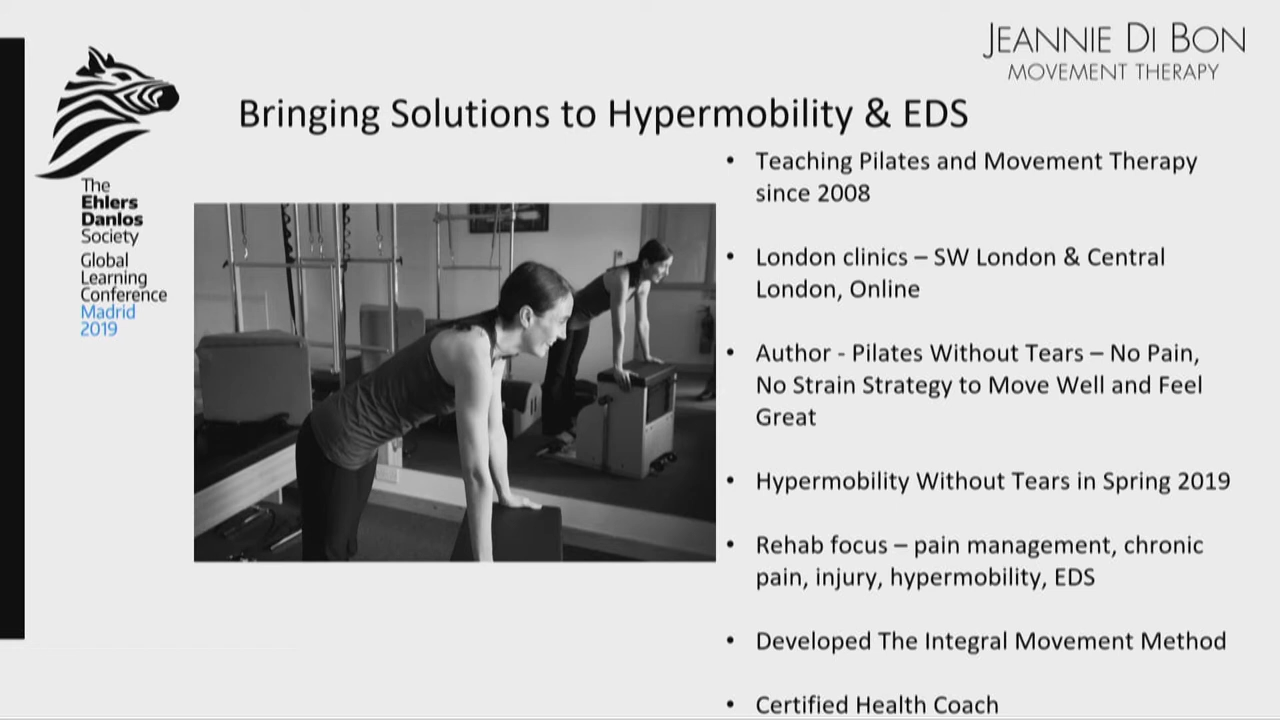 JEANNIE DI BON
MOVEMENT THERAPY
Bringing Solutions to Hypermobility & EDS
The
Ehlers
Danlos
Society
Global
Learning
Conference
Madrid
2019
• Teaching Pilates and Movement Therapy
since 2008
• London clinics – SW London & Central
London, Online
• Author - Pilates Without Tears – No Pain,
No Strain Strategy to Move Well and Feel
Great
• Hypermobility Without Tears in Spring 2019
• Rehab focus – pain management, chronic
pain, injury, hypermobility, EDS
• Developed The Integral Movement Method
• Certified Health Coach